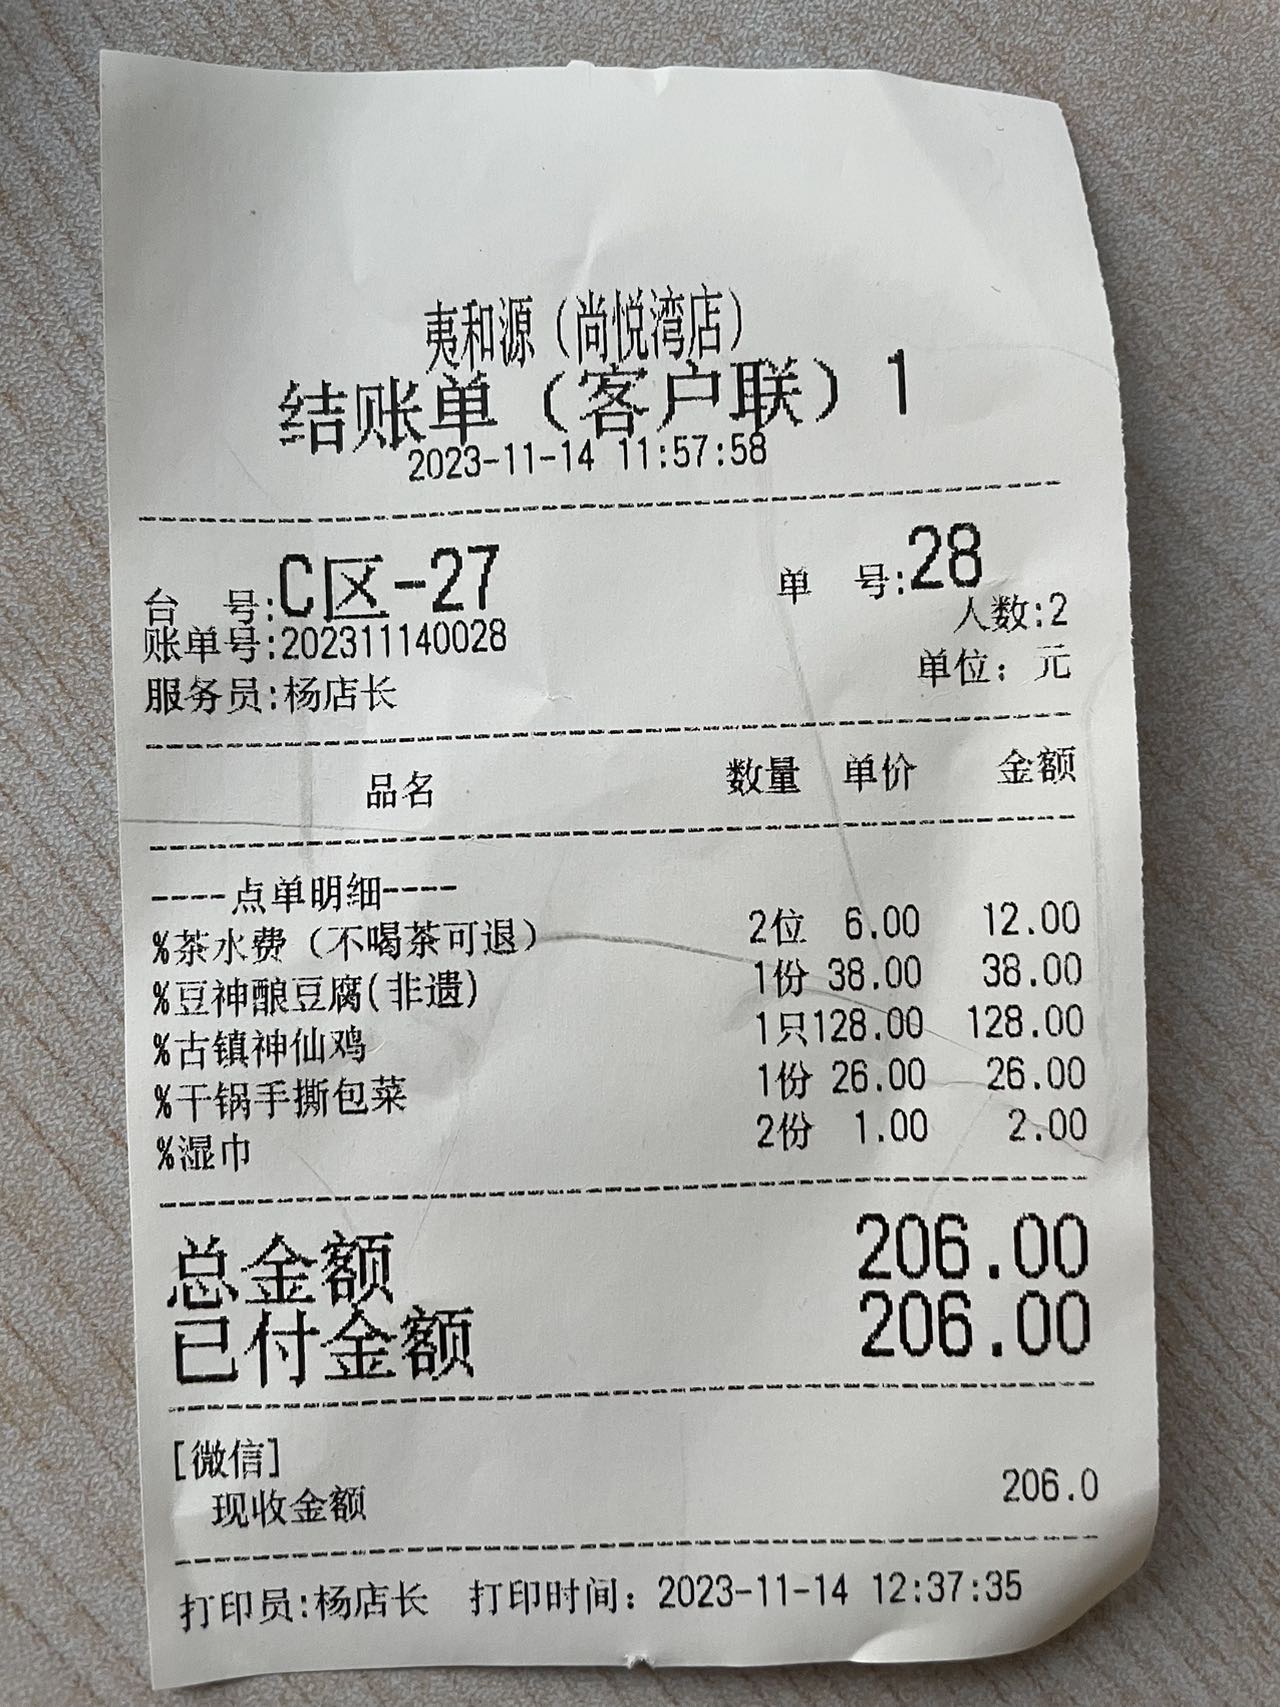 夷和源（尚悦湾店）
结账单（客户联）1
2023-11-14 11:57:58
台 号:C区-27 单 号:28
人数:2
账单号:202311140028
单位：元
服务员:杨店长
品名 数量 单价 金额
----点单明细----
%茶水费（不喝茶可退） 2位 6.00 12.00
%豆神酿豆腐(非遗) 1份 38.00 38.00
%古镇神仙鸡 1只128.00 128.00
%干锅手撕包菜 1份 26.00 26.00
%湿巾 2份 1.00 2.00
总金额 206.00
已付金额 206.00
[微信]
现收金额 206.0
打印员:杨店长 打印时间：2023-11-14 12:37:35